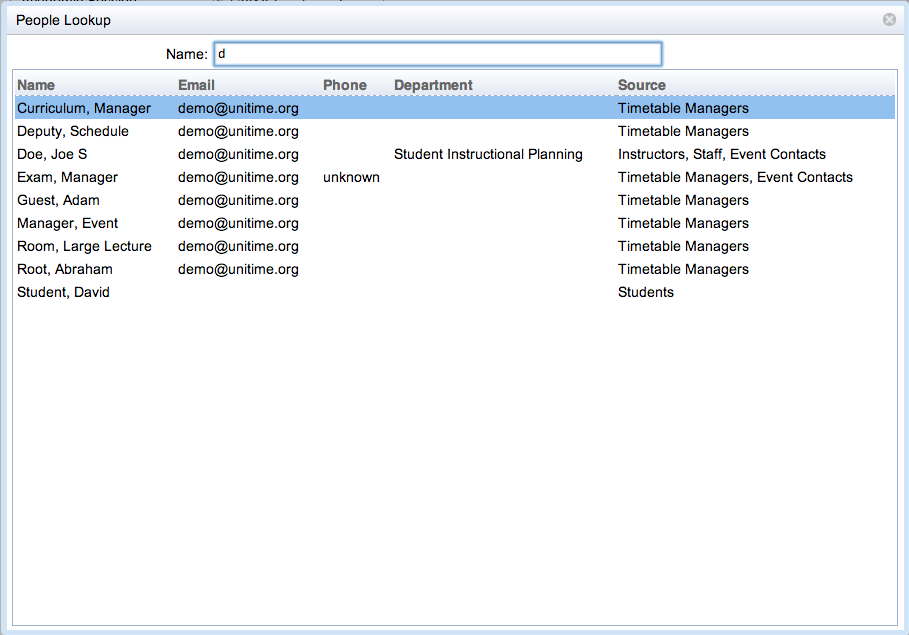 People Lookup
Name: d
Name Email Phone Department Source
Curriculum, Manager demo@unitime.org Timetable Managers
Deputy, Schedule demo@unitime.org Timetable Managers
Doe, Joe S demo@unitime.org Student Instructional Planning Instructors, Staff, Event Contacts
Exam, Manager demo@unitime.org unknown Timetable Managers, Event Contacts
Guest, Adam demo@unitime.org Timetable Managers
Manager, Event demo@unitime.org Timetable Managers
Room, Large Lecture demo@unitime.org Timetable Managers
Root, Abraham demo@unitime.org Timetable Managers
Student, David Students